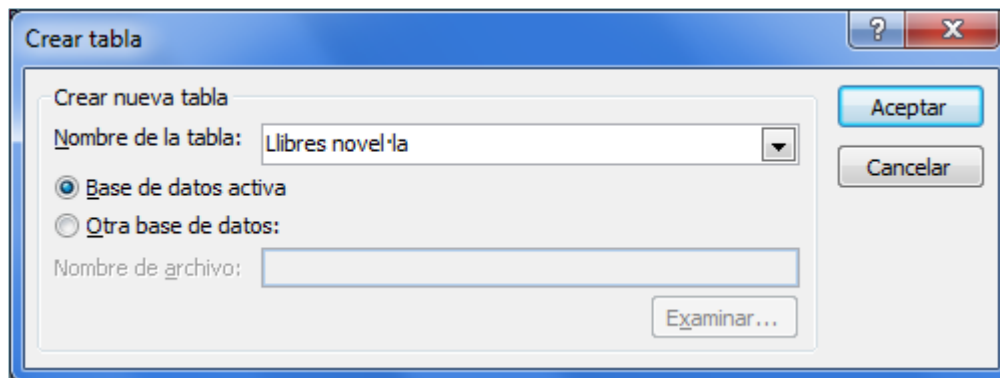 Crear tabla
?
Crear nueva tabla
Nombre de la tabla: Llibres novel·la
Aceptar
Cancelar
Base de datos activa
Otra base de datos:
Nombre de archivo:
Examinar...